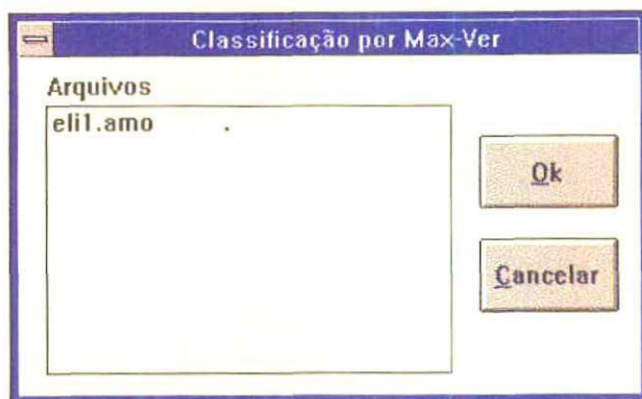 Classificação por Max-Ver
Arquivos
eli1.amo
Ok
Cancelar